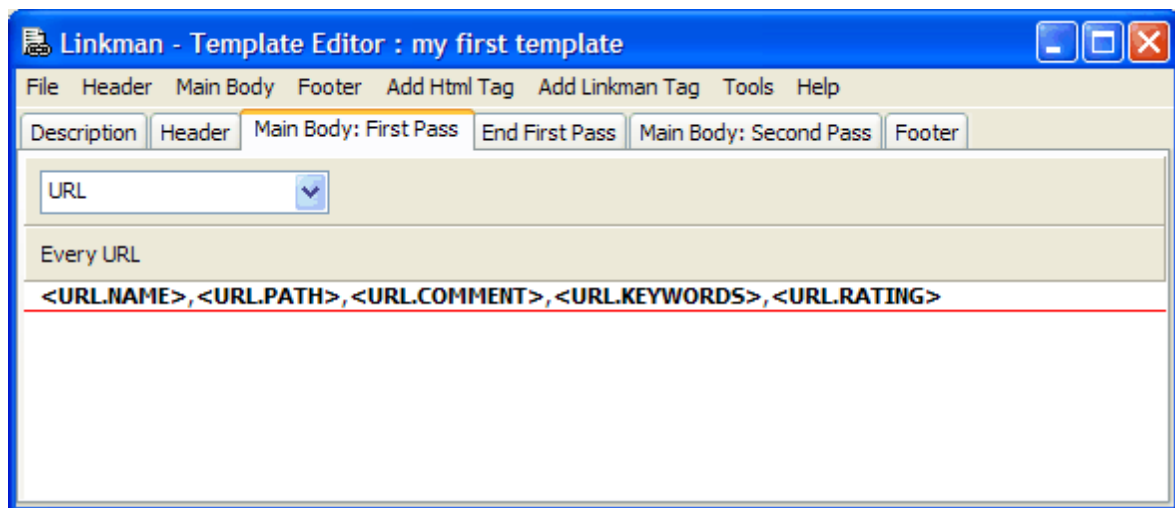 Linkman - Template Editor : my first template
File Header Main Body Footer Add Html Tag Add Linkman Tag Tools Help
Description Header Main Body: First Pass End First Pass Main Body: Second Pass Footer
URL
Every URL
<URL.NAME>,<URL.PATH>,<URL.COMMENT>,<URL.KEYWORDS>,<URL.RATING>